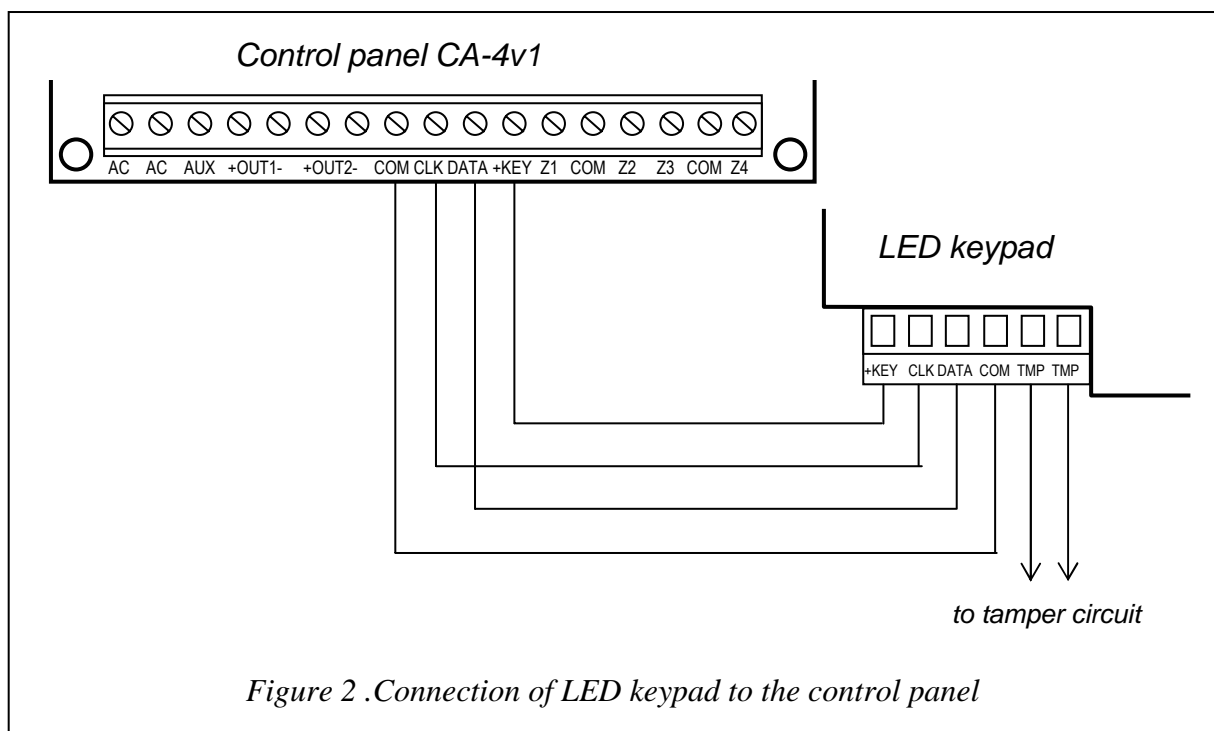 Control panel CA-4v1
AC AC AUX +OUT1- +OUT2- COM CLK DATA +KEY Z1 COM Z2 Z3 COM Z4
LED keypad
+KEY CLK DATA COM TMP TMP
to tamper circuit
Figure 2 .Connection of LED keypad to the control panel